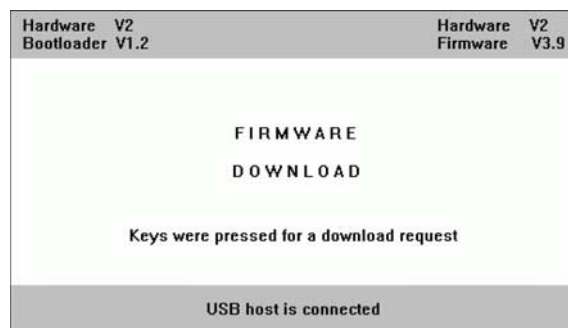 Hardware V2 Hardware V2
Bootloader V1.2 Firmware V3.9
FIRMWARE
DOWNLOAD
Keys were pressed for a download request
USB host is connected